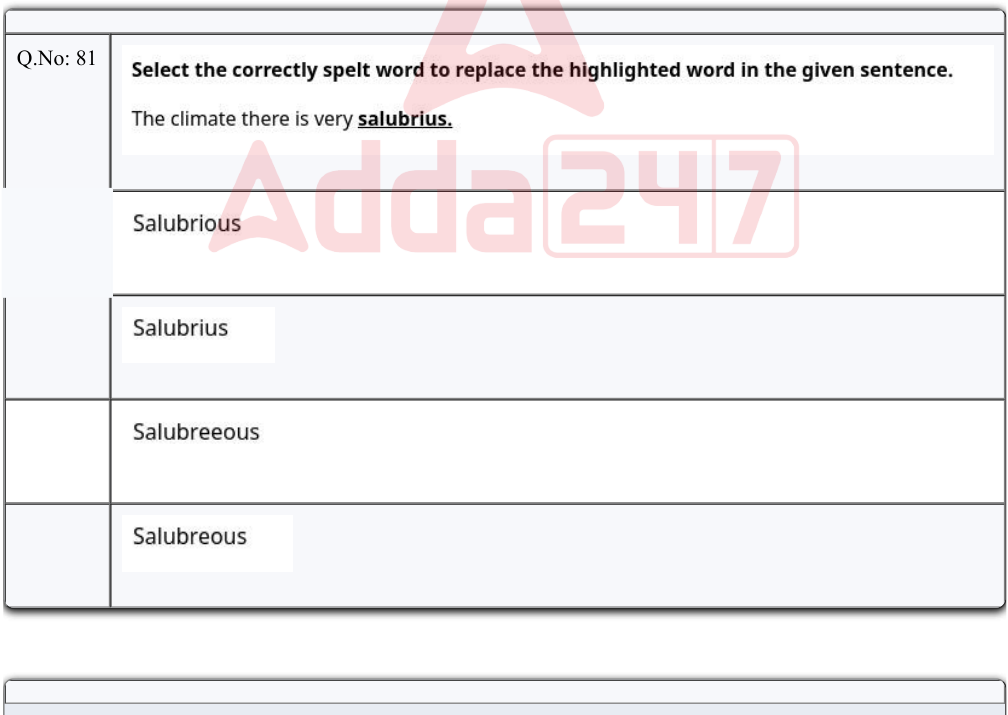 Q.No: 81
Select the correctly spelt word to replace the highlighted word in the given sentence.
The climate there is very salubrius.
Adda247
Salubrious
Salubrius
Salubreeous
Salubreous